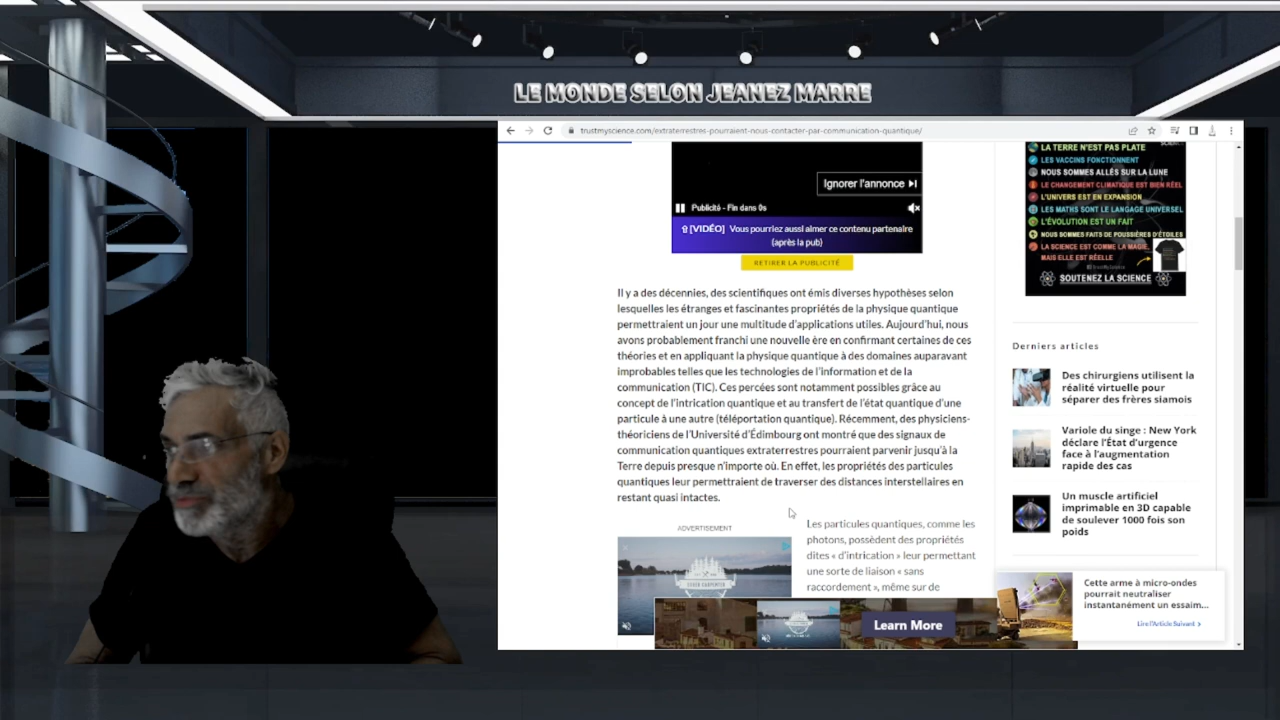 LE MONDE SELON JEANEZ MARRE
trustmyscience.com/extraterrestres-pourraient-nous-contacter-par-communication-quantique/
Ignorer l'annonce
Publicité - Fin dans 0s
[VIDÉO] Vous pourriez aussi aimer ce contenu partenaire
(après la pub)
RETIRER LA PUBLICITÉ
Il y a des décennies, des scientifiques ont émis diverses hypothèses selon
lesquelles les étranges et fascinantes propriétés de la physique quantique
permettraient un jour une multitude d'applications utiles. Aujourd'hui, nous
avons probablement franchi une nouvelle ère en confirmant certaines de ces
théories et en appliquant la physique quantique à des domaines auparavant
improbables telles que les technologies de l'information et de la
communication (TIC). Ces percées sont notamment possibles grâce au
concept de l'intrication quantique et au transfert de l'état quantique d'une
particule à une autre (téléportation quantique). Récemment, des physiciens-
théoriciens de l'Université d'Édimbourg ont montré que des signaux de
communication quantiques extraterrestres pourraient parvenir jusqu'à la
Terre depuis presque n'importe où. En effet, les propriétés des particules
quantiques leur permettraient de traverser des distances interstellaires en
restant quasi intactes.
ADVERTISEMENT
Les particules quantiques, comme les
photons, possèdent des propriétés
dites « d'intrication » leur permettant
une sorte de liaison « sans
raccordement », même sur de
Learn More
LA TERRE N'EST PAS PLATE
LES VACCINS FONCTIONNENT
NOUS SOMMES ALLÉS SUR LA LUNE
LE CHANGEMENT CLIMATIQUE EST BIEN RÉEL
L'UNIVERS EST EN EXPANSION
LES MATHS SONT LE LANGAGE UNIVERSEL
L'ÉVOLUTION EST UN FAIT
NOUS SOMMES FAITS DE POUSSIÈRES D'ÉTOILES
LA SCIENCE EST COMME LA MAGIE,
MAIS ELLE EST RÉELLE
SOUTENEZ LA SCIENCE
Derniers articles
Des chirurgiens utilisent la
réalité virtuelle pour
séparer des frères siamois
Variole du singe : New York
déclare l'État d'urgence
face à l'augmentation
rapide des cas
Un muscle artificiel
imprimable en 3D capable
de soulever 1000 fois son
poids
Cette arme à micro-ondes
pourrait neutraliser
instantanément un essaim...
Lire l'Article Suivant